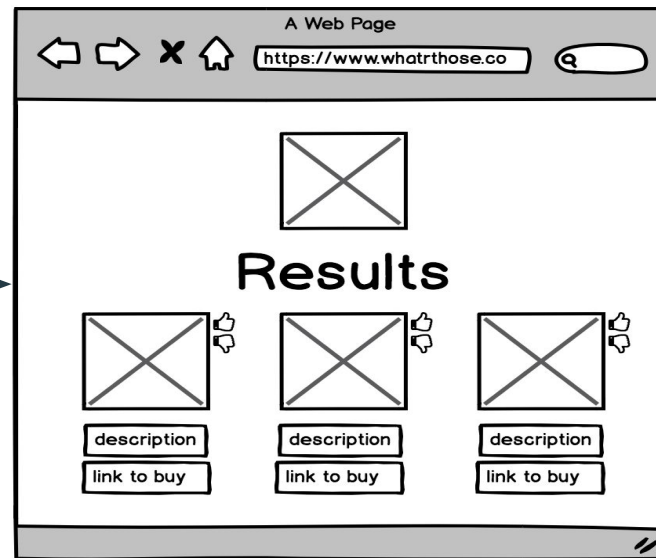 A Web Page
https://www.whatrthose.co
Results
description description description
link to buy link to buy link to buy